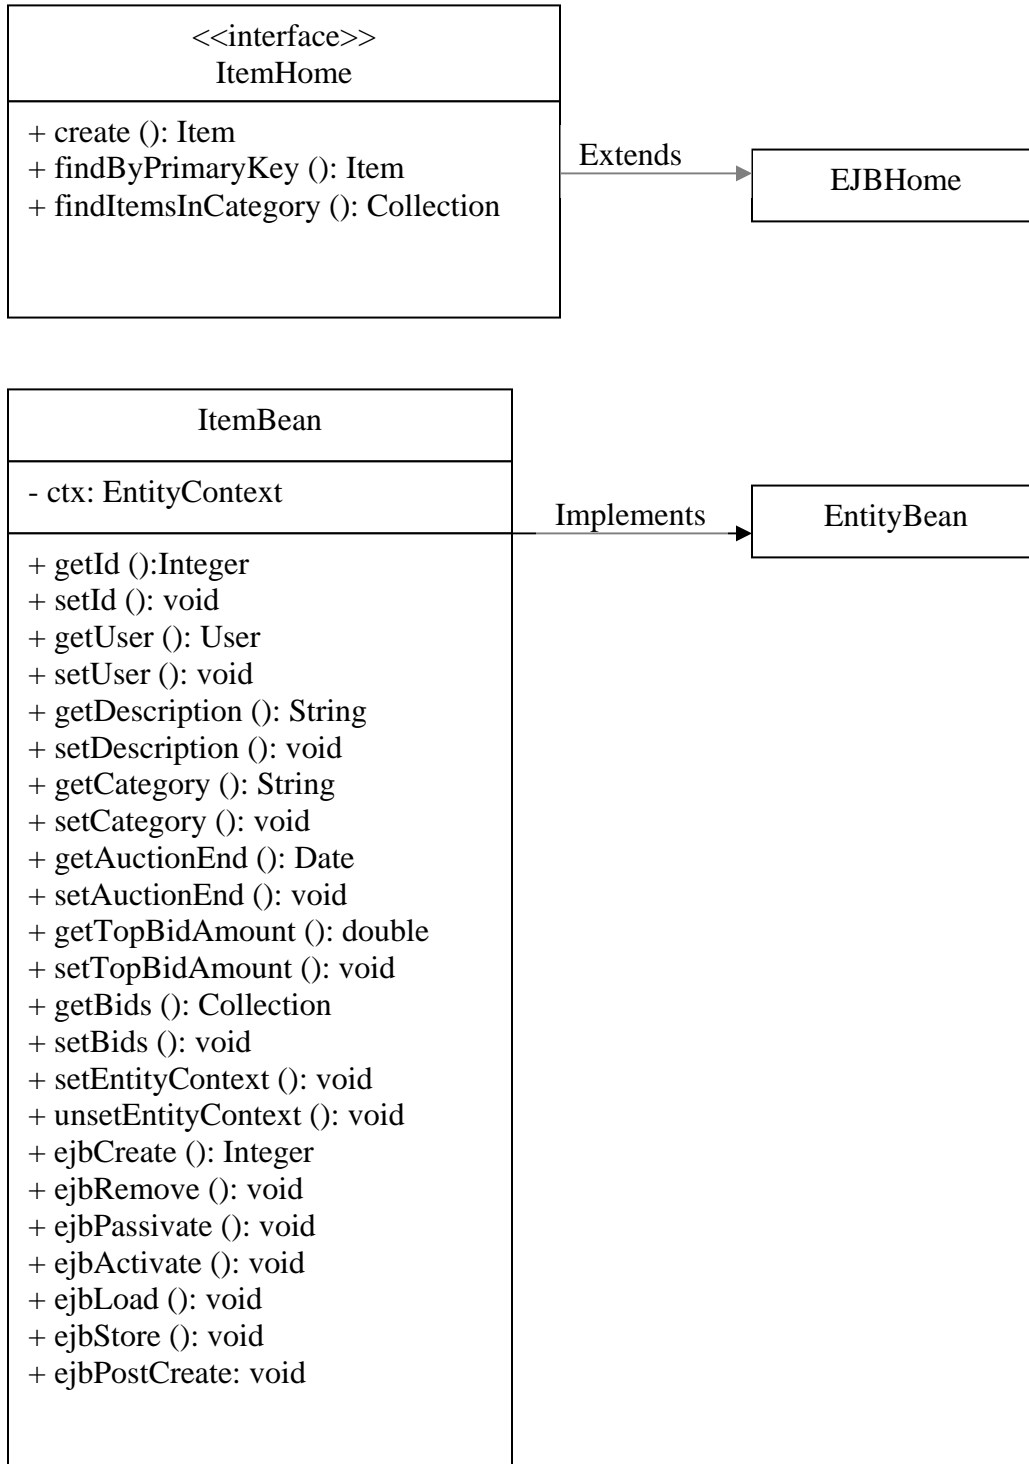 <<interface>>
ItemHome
+ create (): Item
+ findByPrimaryKey (): Item
+ findItemsInCategory (): Collection
Extends
EJBHome
ItemBean
- ctx: EntityContext
Implements
EntityBean
+ getId ():Integer
+ setId (): void
+ getUser (): User
+ setUser (): void
+ getDescription (): String
+ setDescription (): void
+ getCategory (): String
+ setCategory (): void
+ getAuctionEnd (): Date
+ setAuctionEnd (): void
+ getTopBidAmount (): double
+ setTopBidAmount (): void
+ getBids (): Collection
+ setBids (): void
+ setEntityContext (): void
+ unsetEntityContext (): void
+ ejbCreate (): Integer
+ ejbRemove (): void
+ ejbPassivate (): void
+ ejbActivate (): void
+ ejbLoad (): void
+ ejbStore (): void
+ ejbPostCreate: void